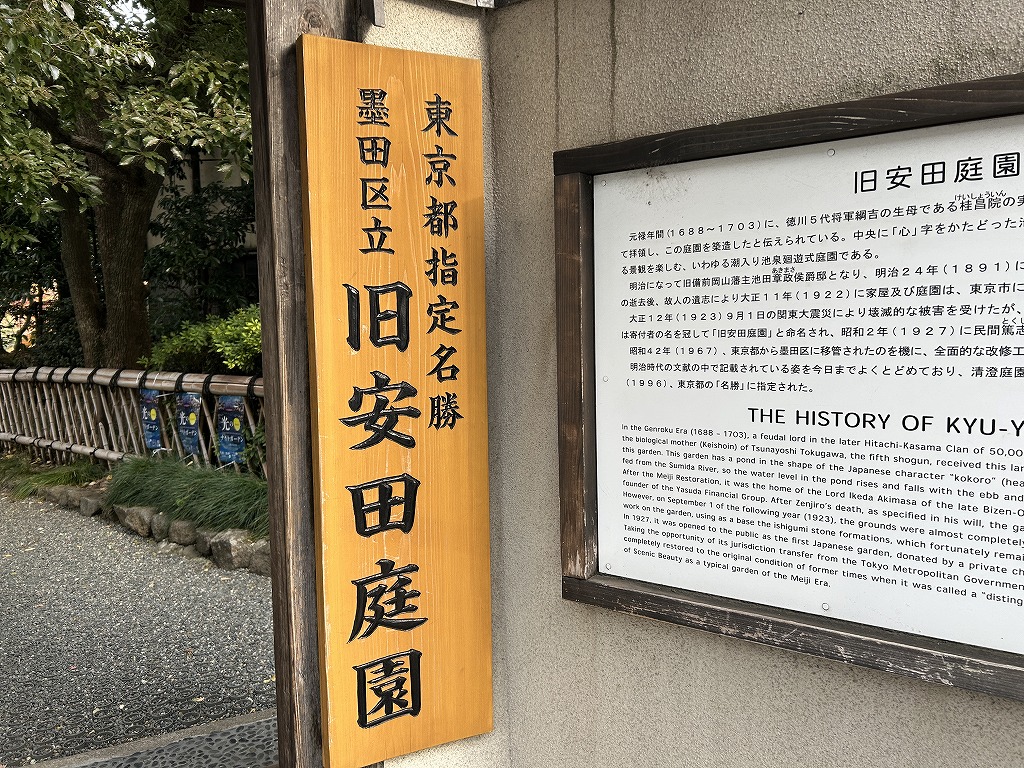 東京都指定名勝
墨田区立
旧安田庭園
旧安田庭園
けいしょういん
元禄年間(1688～1703)に、徳川5代将軍綱吉の生母である桂昌院の
て拝領し、この庭園を築造したと伝えられている。中央に「心」字をかたどった
る景観を楽しむ、いわゆる潮入り池泉廻遊式庭園である。
あきまさ
明治になって旧備前岡山藩主池田章政侯爵邸となり、明治24年(1891)に
の逝去後、故人の遺志により大正11年(1922)に家屋及び庭園は、東京市に
大正12年(1923)9月1日の関東大震災により壊滅的な被害を受けたが、
は寄付者の名を冠して「旧安田庭園」と命名され、昭和2年(1927)に民間篤志
昭和42年(1967)、東京都から墨田区に移管されたのを機に、全面的な改修工
明治時代の文献の中で記載されている姿を今日までよくとどめており、清澄庭園
(1996)、東京都の「名勝」に指定された。
THE HISTORY OF KYU-Y
In the Genroku Era (1688 - 1703), a feudal lord in the later Hitachi-Kasama Clan of 50,00
the biological mother (Keishoin) of Tsunayoshi Tokugawa, the fifth shogun, received this lan
this garden. This garden has a pond in the shape of the Japanese character "kokoro" (hea
fed from the Sumida River, so the water level in the pond rises and falls with the ebb and
After the Meiji Restoration, it was the home of the Lord Ikeda Akimasa of the late Bizen-O
founder of the Yasuda Financial Group. After Zenjiro's death, as specified in his will, the ga
However, on September 1 of the following year (1923), the grounds were almost completely
work on the garden, using as a base the ishigumi stone formations, which fortunately remai
In 1927, it was opened to the public as the first Japanese garden, donated by a private ch
Taking the opportunity of its jurisdiction transfer from the Tokyo Metropolitan Governmen
completely restored to the original condition of former times when it was called a "disting
of Scenic Beauty as a typical garden of the Meiji Era.